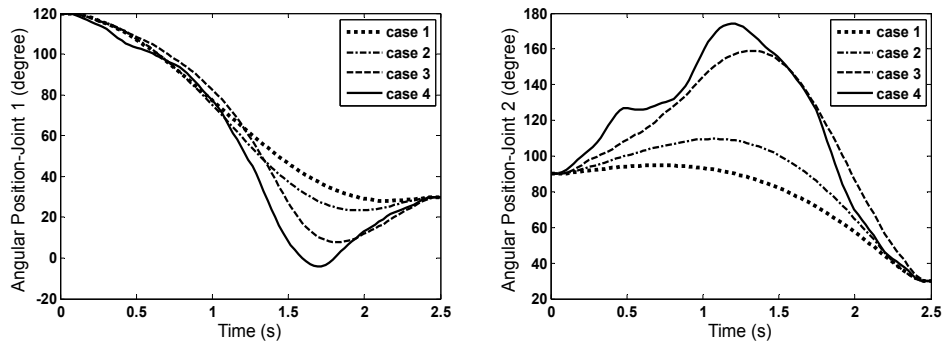 120
100
80
60
40
20
0
-20
Angular Position-Joint 1 (degree)
case 1
case 2
case 3
case 4
0
0.5
1
1.5
2
2.5
Time (s)
180
160
140
120
100
80
60
40
20
Angular Position-Joint 2 (degree)
case 1
case 2
case 3
case 4
0
0.5
1
1.5
2
2.5
Time (s)